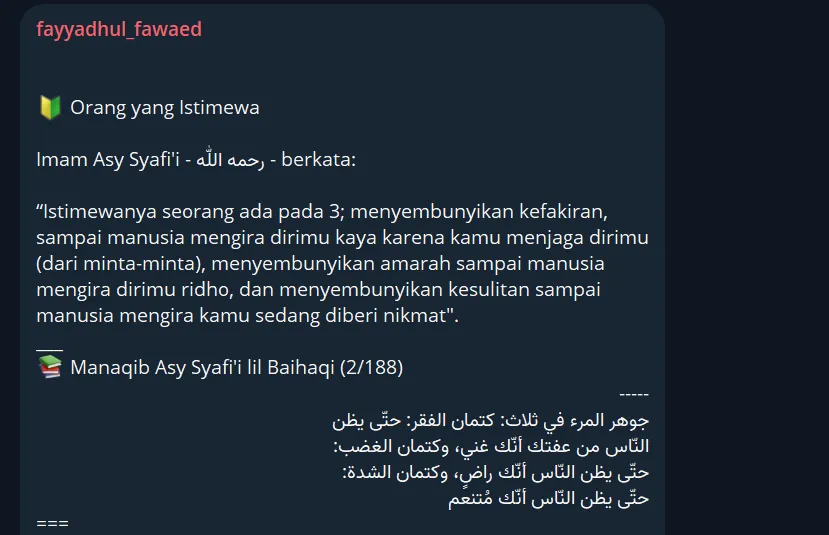 fayyadhul_fawaed
🔰 Orang yang Istimewa
Imam Asy Syafi'i - رحمه الله - berkata:
“Istimewanya seorang ada pada 3; menyembunyikan kefakiran,
sampai manusia mengira dirimu kaya karena kamu menjaga dirimu
(dari minta-minta), menyembunyikan amarah sampai manusia
mengira dirimu ridho, dan menyembunyikan kesulitan sampai
manusia mengira kamu sedang diberi nikmat".
___
📚 Manaqib Asy Syafi'i lil Baihaqi (2/188)
-----
جوهر المرء في ثلاث: كتمان الفقر: حتّى يظن
النّاس من عفتك أنّك غني، وكتمان الغضب:
حتّى يظن النّاس أنّك راضٍ، وكتمان الشدة:
حتّى يظن النّاس أنّك مُتنعم
===